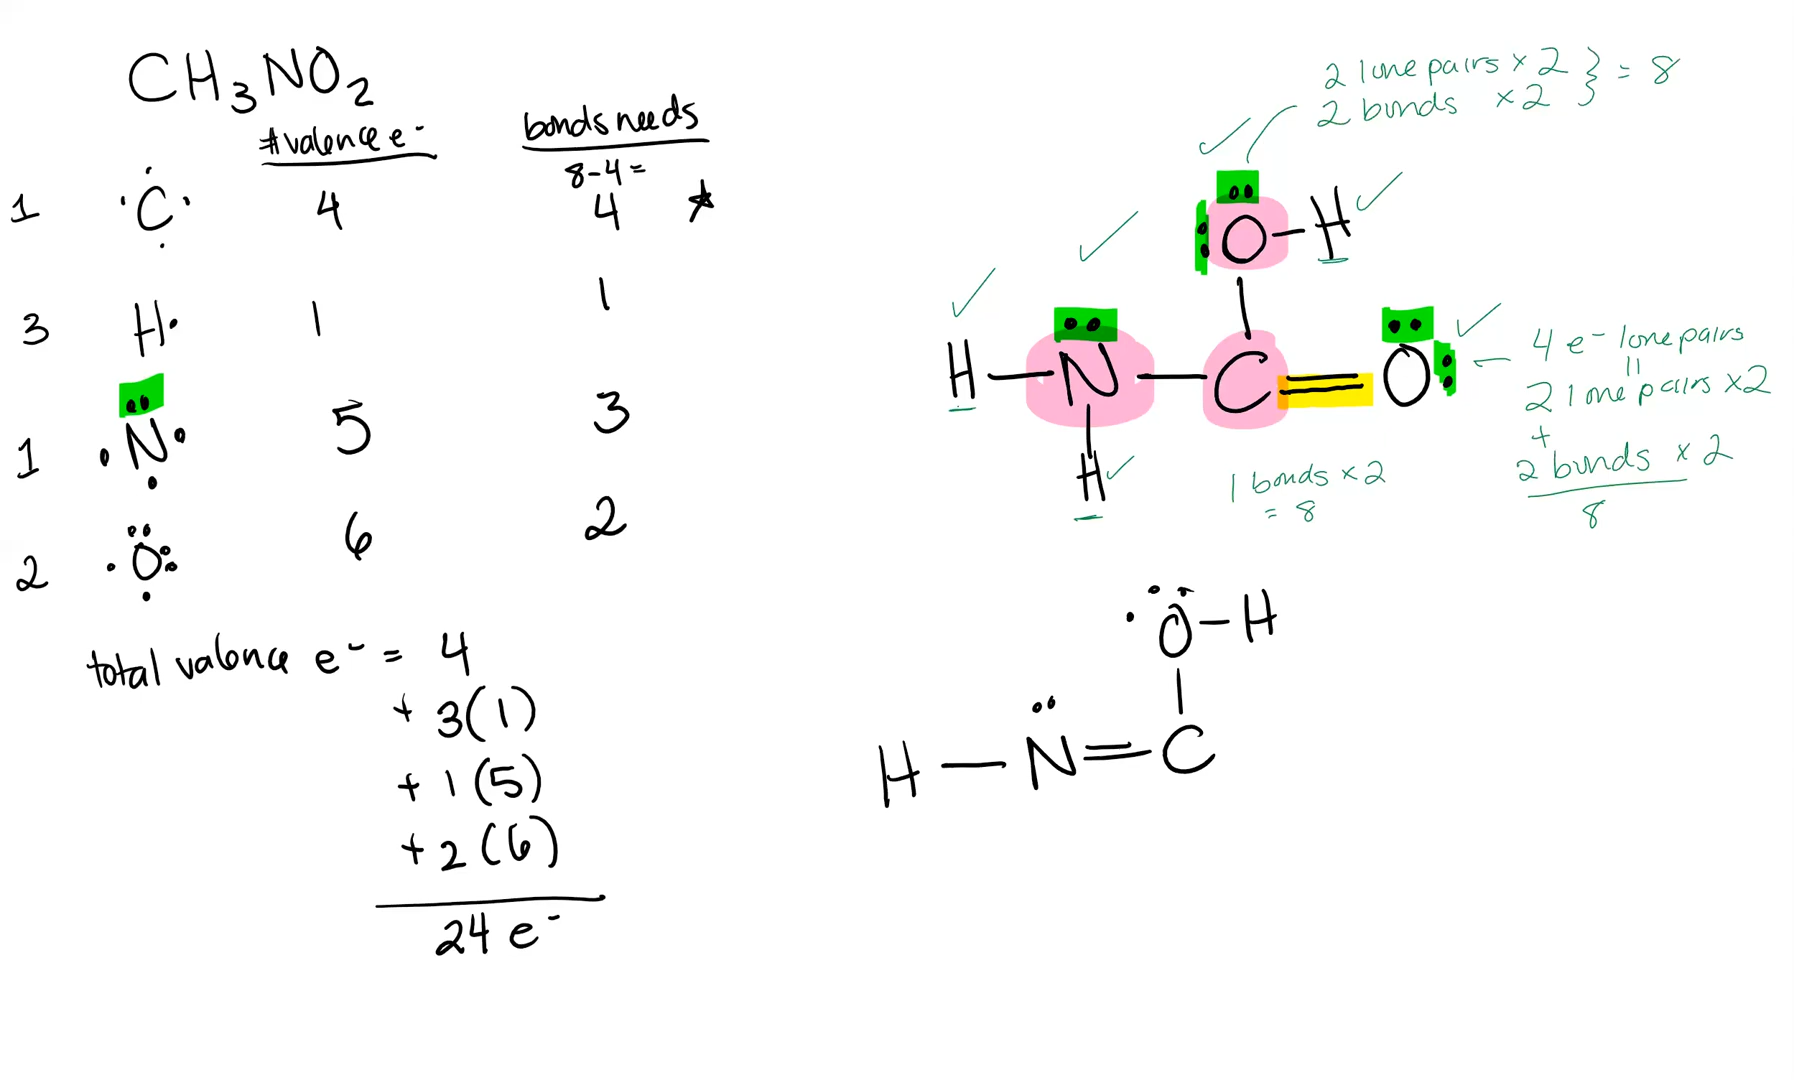 CH₃NO₂
#valence e⁻ bonds needs
8-4=
1 C 4 4 ☆
3 H 1 1
1 N 5 3
2 O 6 2
total valence e⁻ = 4
+ 3(1)
+ 1(5)
+ 2(6)
24 e⁻
2 lone pairs × 2
2 bonds × 2 } = 8
O-H
H-N-C=O
H
4 e- lone pairs
=
2 lone pairs ×2
+
2 bonds × 2
8
1 bonds × 2
= 8
O-H
H-N=C